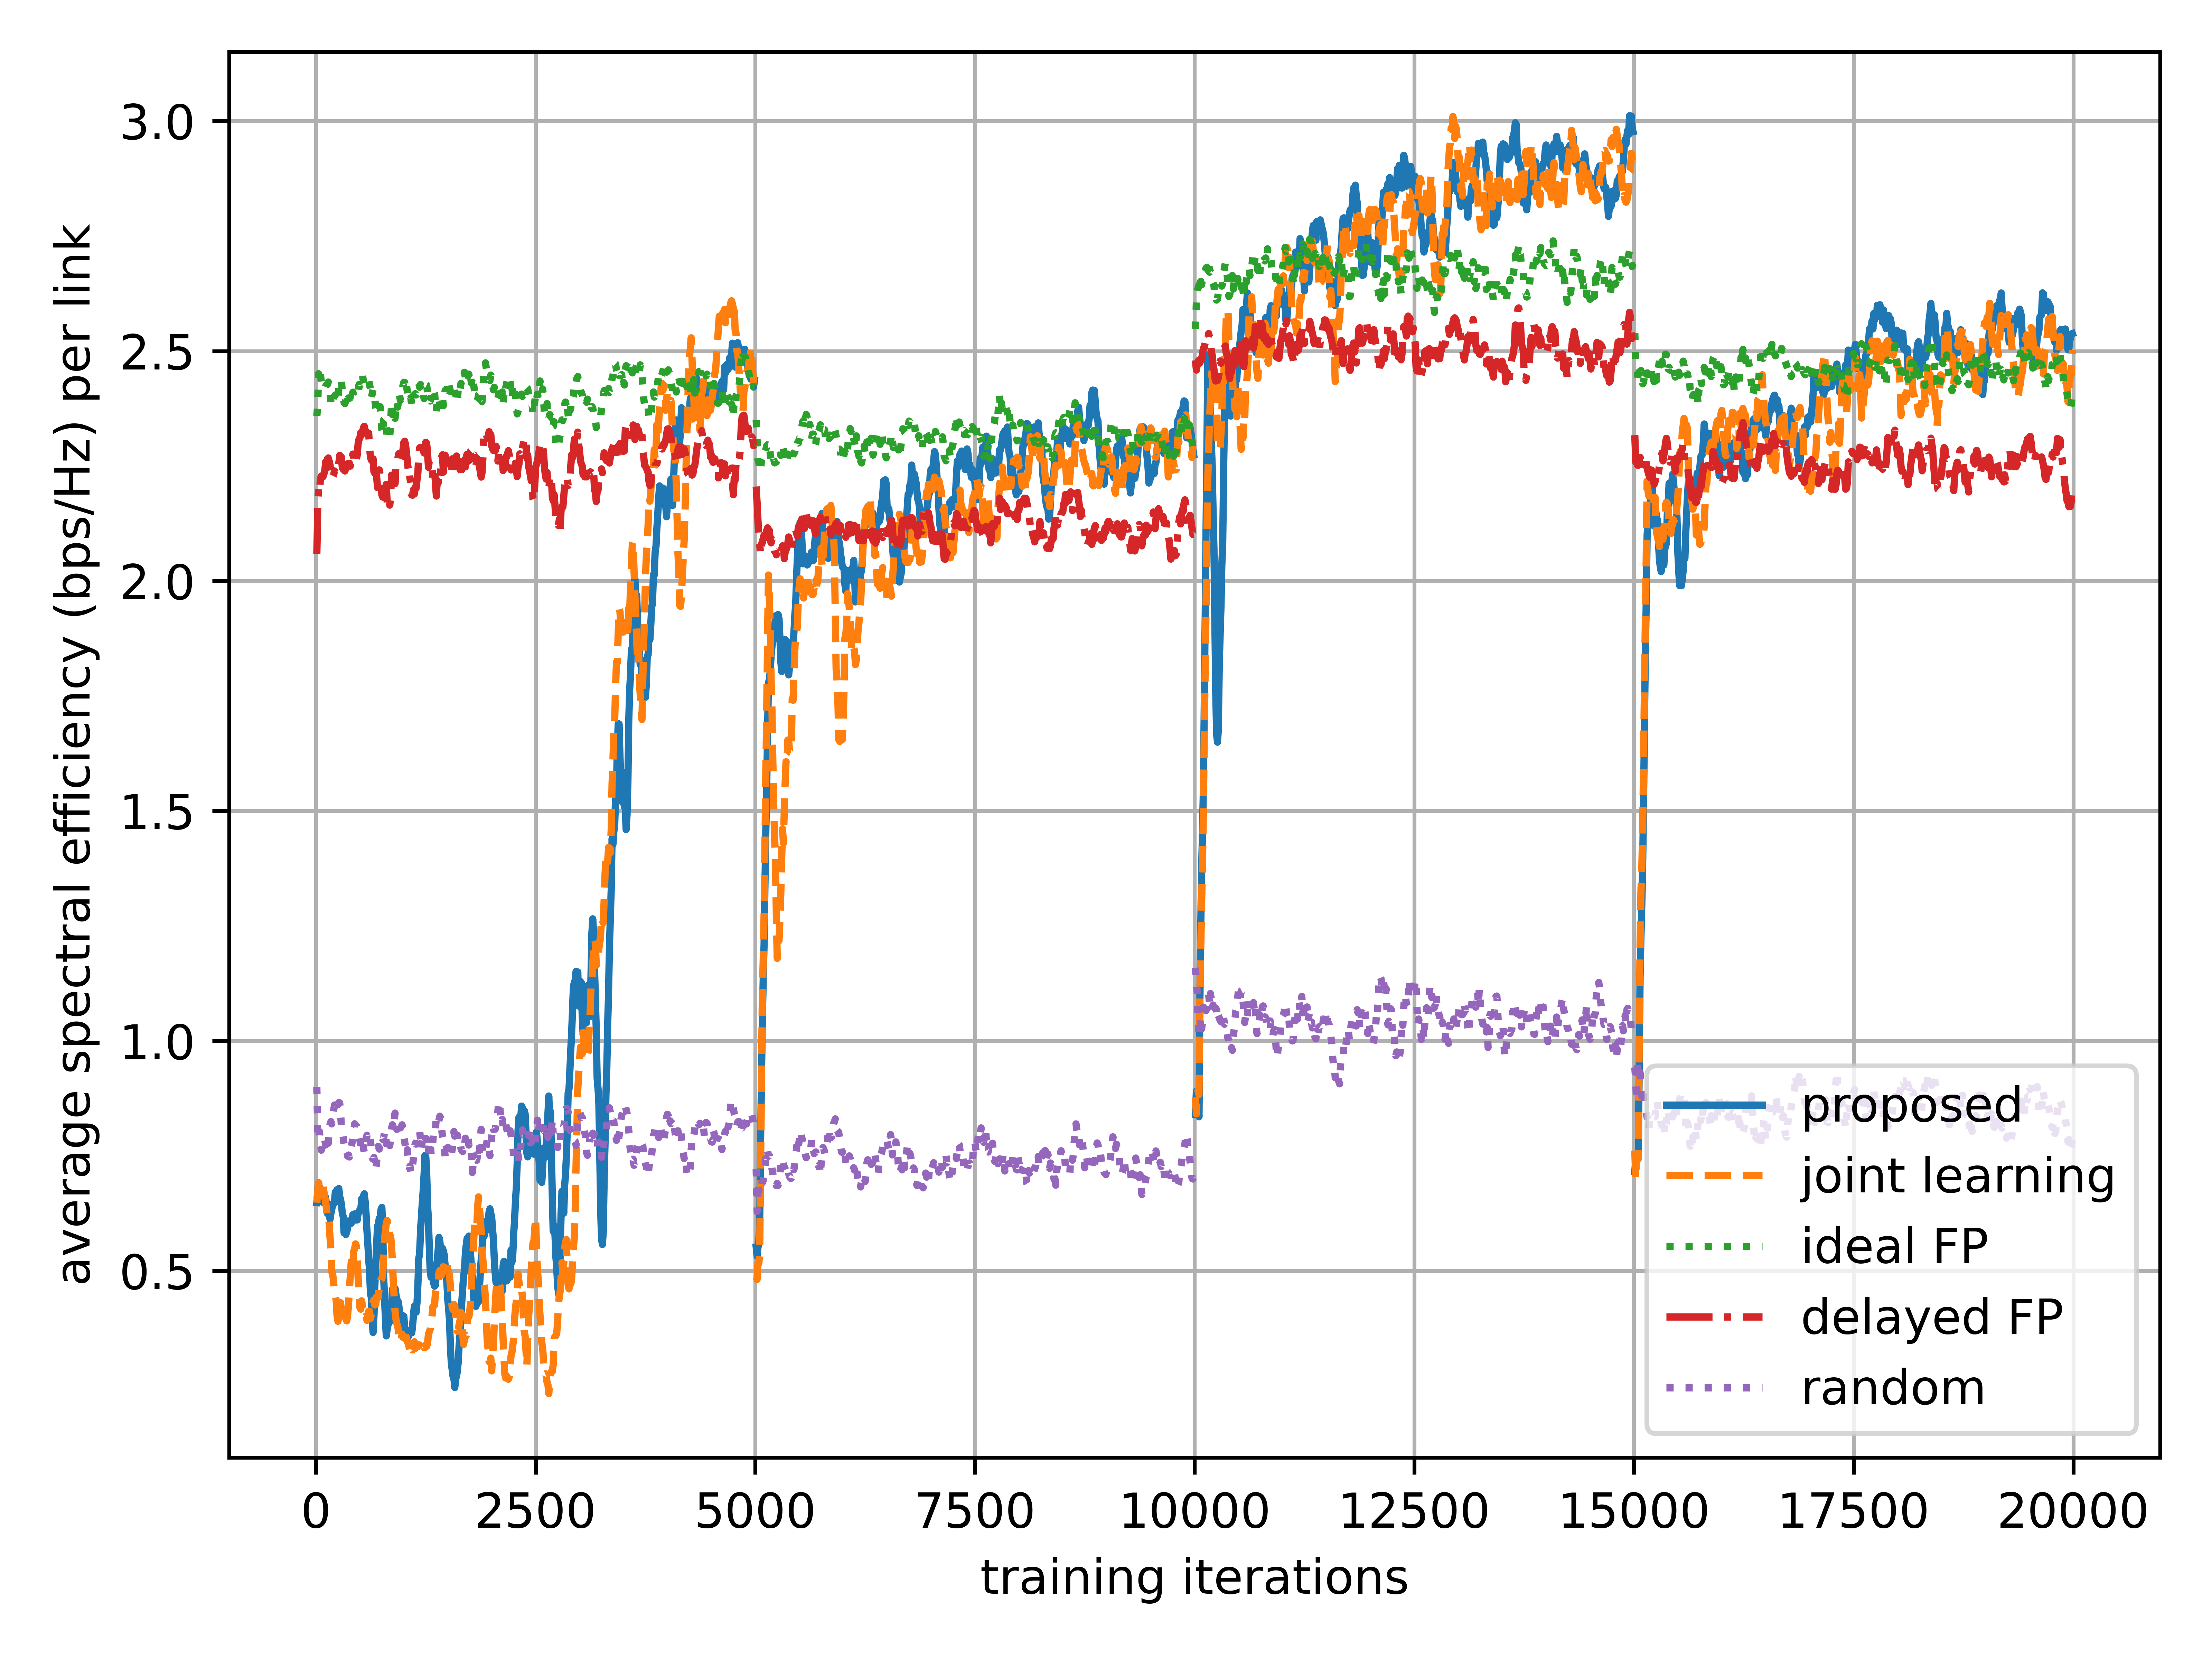 average spectral efficiency (bps/Hz) per link
3.0
2.5
2.0
1.5
1.0
0.5
proposed
joint learning
ideal FP
delayed FP
random
0 2500 5000 7500 10000 12500 15000 17500 20000
training iterations